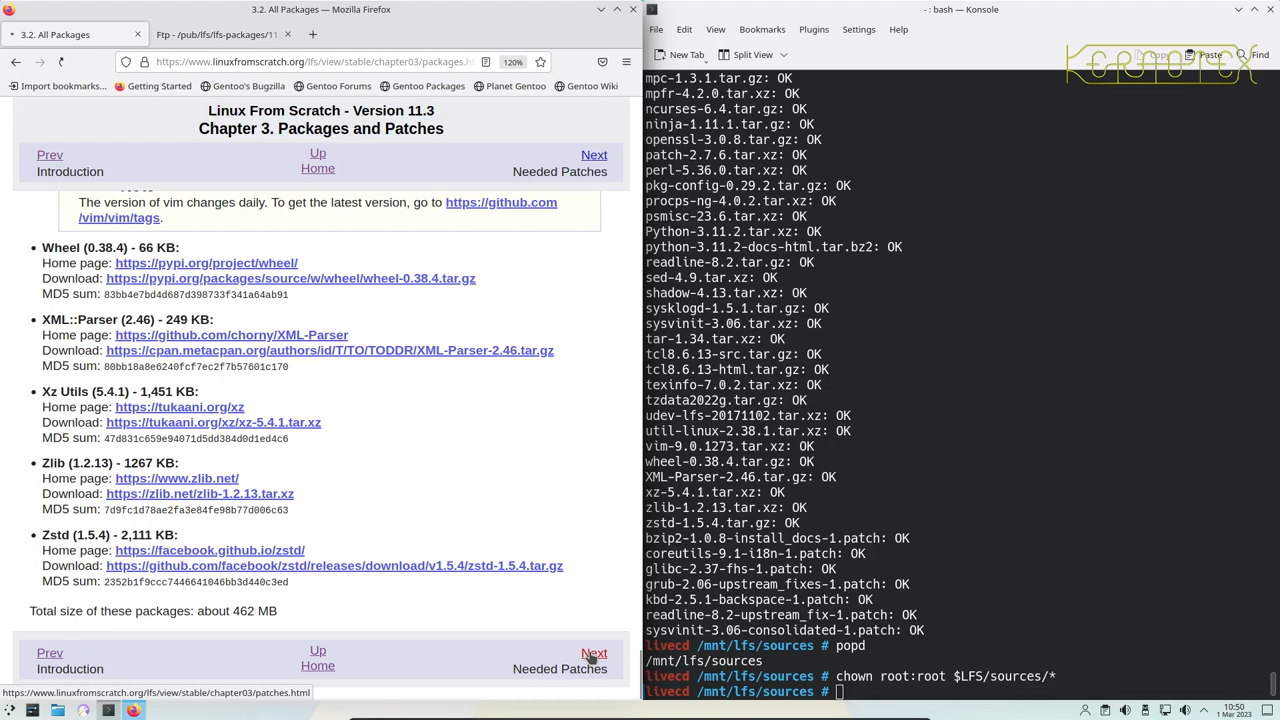 3.2. All Packages — Mozilla Firefox
3.2. All Packages
Ftp - /pub/lfs/lfs-packages/11.
https://www.linuxfromscratch.org/lfs/view/stable/chapter03/packages.ht
120%
Import bookmarks...
Getting Started
Gentoo's Bugzilla
Gentoo Forums
Gentoo Packages
Planet Gentoo
Gentoo Wiki
Linux From Scratch - Version 11.3
Chapter 3. Packages and Patches
Prev
Up
Next
Introduction
Home
Needed Patches
Note
The version of vim changes daily. To get the latest version, go to https://github.com
/vim/vim/tags.
• Wheel (0.38.4) - 66 KB:
Home page: https://pypi.org/project/wheel/
Download: https://pypi.org/packages/source/w/wheel/wheel-0.38.4.tar.gz
MD5 sum: 83bb4e7bd4d687d398733f341a64ab91
• XML::Parser (2.46) - 249 KB:
Home page: https://github.com/chorny/XML-Parser
Download: https://cpan.metacpan.org/authors/id/T/TO/TODDR/XML-Parser-2.46.tar.gz
MD5 sum: 80bb18a8e6240fcf7ec2f7b57601c170
• Xz Utils (5.4.1) - 1,451 KB:
Home page: https://tukaani.org/xz
Download: https://tukaani.org/xz/xz-5.4.1.tar.xz
MD5 sum: 47d831c659e94071d5dd384d0d1ed4c6
• Zlib (1.2.13) - 1267 KB:
Home page: https://www.zlib.net/
Download: https://zlib.net/zlib-1.2.13.tar.xz
MD5 sum: 7d9fc1d78ae2fa3e84fe98b77d006c63
• Zstd (1.5.4) - 2,111 KB:
Home page: https://facebook.github.io/zstd/
Download: https://github.com/facebook/zstd/releases/download/v1.5.4/zstd-1.5.4.tar.gz
MD5 sum: 2352b1f9ccc7446641046bb3d440c3ed
Total size of these packages: about 462 MB
Prev
Up
Next
Introduction
Home
Needed Patches
https://www.linuxfromscratch.org/lfs/view/stable/chapter03/patches.html
- : bash — Konsole
File
Edit
View
Bookmarks
Plugins
Settings
Help
New Tab
Split View
Copy
Paste
Find
KERNOTEX
mpc-1.3.1.tar.gz: OK
mpfr-4.2.0.tar.xz: OK
ncurses-6.4.tar.gz: OK
ninja-1.11.1.tar.gz: OK
openssl-3.0.8.tar.gz: OK
patch-2.7.6.tar.xz: OK
perl-5.36.0.tar.xz: OK
pkg-config-0.29.2.tar.gz: OK
procps-ng-4.0.2.tar.xz: OK
psmisc-23.6.tar.xz: OK
Python-3.11.2.tar.xz: OK
python-3.11.2-docs-html.tar.bz2: OK
readline-8.2.tar.gz: OK
sed-4.9.tar.xz: OK
shadow-4.13.tar.xz: OK
sysklogd-1.5.1.tar.gz: OK
sysvinit-3.06.tar.xz: OK
tar-1.34.tar.xz: OK
tcl8.6.13-src.tar.gz: OK
tcl8.6.13-html.tar.gz: OK
texinfo-7.0.2.tar.xz: OK
tzdata2022g.tar.gz: OK
udev-lfs-20171102.tar.xz: OK
util-linux-2.38.1.tar.xz: OK
vim-9.0.1273.tar.xz: OK
wheel-0.38.4.tar.gz: OK
XML-Parser-2.46.tar.gz: OK
xz-5.4.1.tar.xz: OK
zlib-1.2.13.tar.xz: OK
zstd-1.5.4.tar.gz: OK
bzip2-1.0.8-install_docs-1.patch: OK
coreutils-9.1-i18n-1.patch: OK
glibc-2.37-fhs-1.patch: OK
grub-2.06-upstream_fixes-1.patch: OK
kbd-2.5.1-backspace-1.patch: OK
readline-8.2-upstream_fix-1.patch: OK
sysvinit-3.06-consolidated-1.patch: OK
livecd /mnt/lfs/sources # popd
/mnt/lfs/sources
livecd /mnt/lfs/sources # chown root:root $LFS/sources/*
livecd /mnt/lfs/sources #
10:50
1 Mar 2023